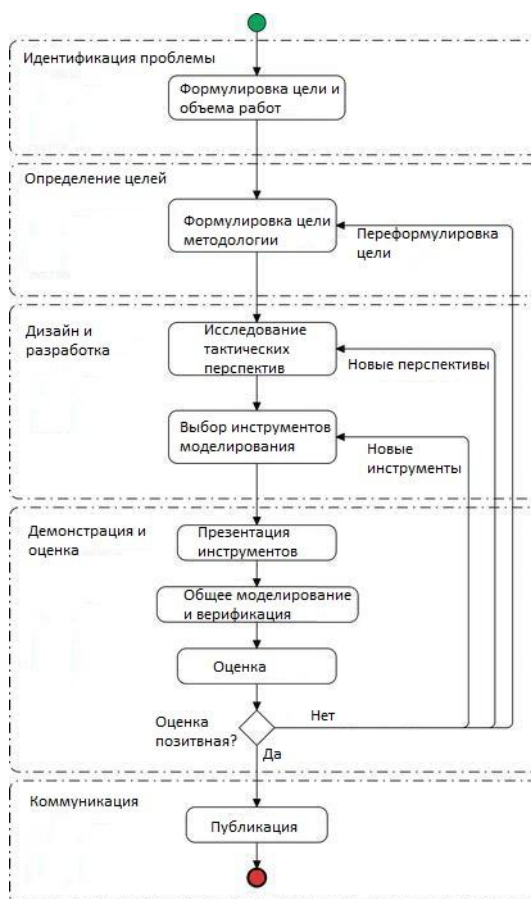 Идентификация проблемы
Формулировка цели и
объема работ
Определение целей
Формулировка цели
методологии
Переформулировка
цели
Дизайн и
разработка
Исследование
тактических
перспектив
Новые перспективы
Выбор инструментов
моделирования
Новые
инструменты
Демонстрация и
оценка
Презентация
инструментов
Общее моделирование
и верификация
Оценка
Оценка
позитвная?
Нет
Да
Коммуникация
Публикация